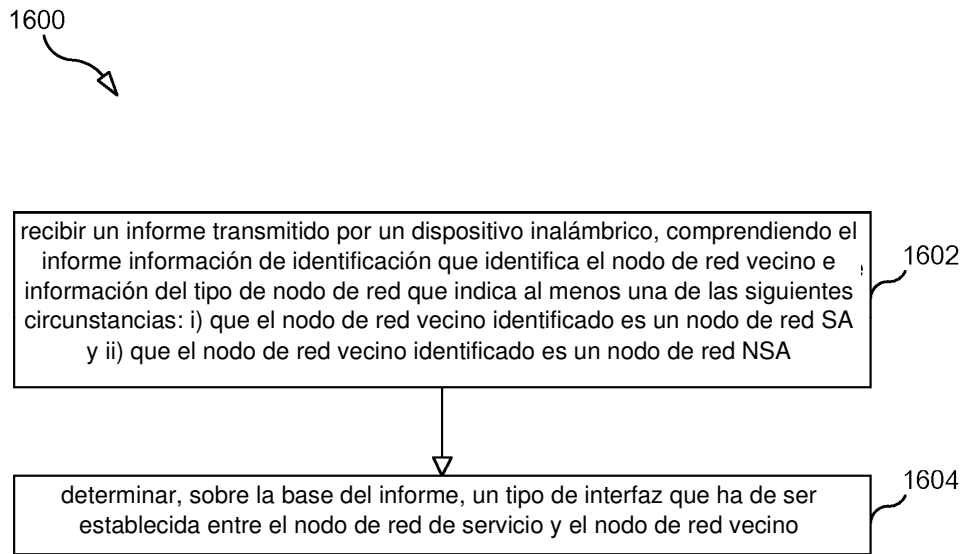 1600
recibir un informe transmitido por un dispositivo inalámbrico, comprendiendo el
informe información de identificación que identifica el nodo de red vecino e
información del tipo de nodo de red que indica al menos una de las siguientes
circunstancias: i) que el nodo de red vecino identificado es un nodo de red SA
y ii) que el nodo de red vecino identificado es un nodo de red NSA
1602
determinar, sobre la base del informe, un tipo de interfaz que ha de ser
establecida entre el nodo de red de servicio y el nodo de red vecino
1604